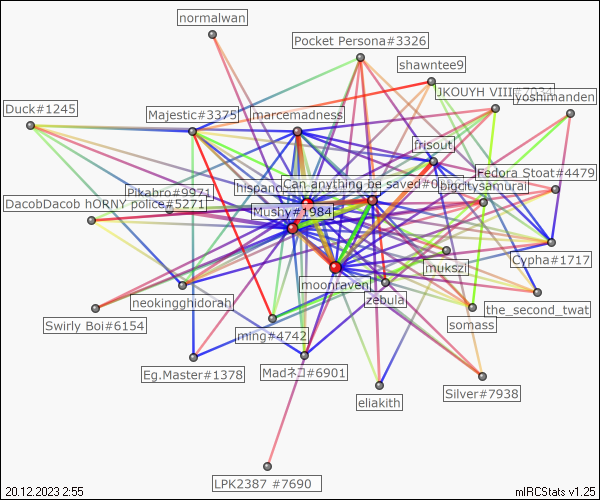 normalwan
Pocket Persona#3326
shawntee9
JKOUYH VIII#7034
yoshimanden
Duck#1245
Majestic#3375
marcemadness
frisout
Fedora Stoat#4479
Pikabro#9971
hispand
Can anything be saved#0
bigcitysamurai
DacobDacob hORNY police#5271
Mushy#1984
Cypha#1717
mukszi
moonraven
zebula
neokingghidorah
the_second_twat
Swirly Boi#6154
ming#4742
somass
Eg.Master#1378
Madネコ#6901
eliakith
Silver#7938
LPK2387 #7690
20.12.2023 2:55
mIRCStats v1.25